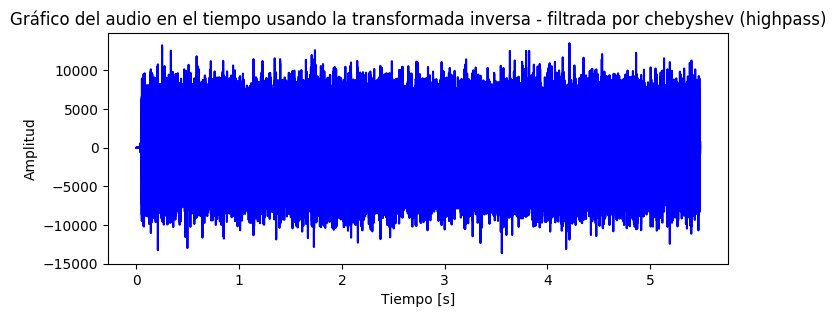 Gráfico del audio en el tiempo usando la transformada inversa - filtrada por chebyshev (highpass)
10000
5000
0
−5000
−10000
−15000
Amplitud
0 1 2 3 4 5
Tiempo [s]